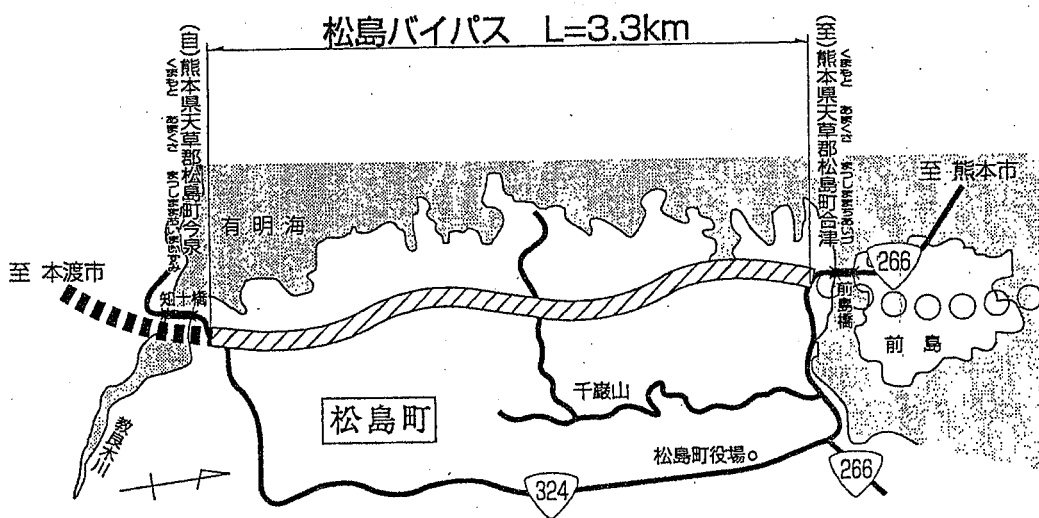 松島バイパス L=3.3km
(自)熊本県天草郡松島町今泉
くまもと あまくさ まつしままちいまいずみ
(至)熊本県天草郡松島町合津
くまもと あまくさ まつしままちあいつ
至 熊本市
有明海
266
至 本渡市
知十橋
前島橋
前島
千巌山
松島町
教良木川
松島町役場
324
266